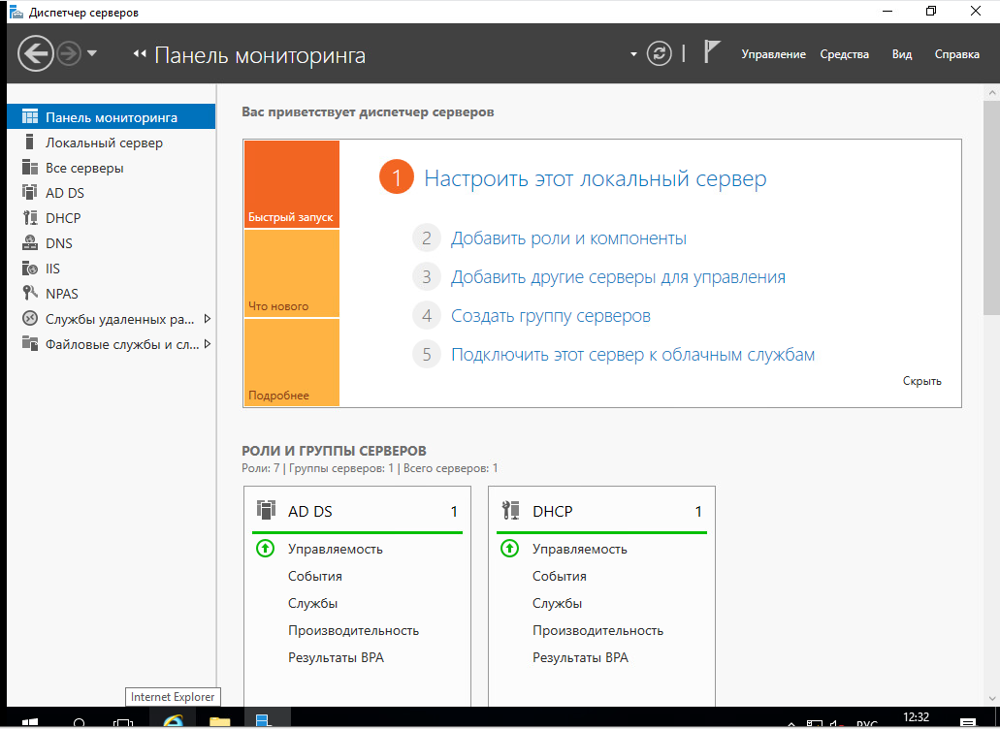 Диспетчер серверов
Панель мониторинга
Управление Средства Вид Справка
Панель мониторинга
Локальный сервер
Все серверы
AD DS
DHCP
DNS
IIS
NPAS
Службы удаленных ра...
Файловые службы и сл...
Вас приветствует диспетчер серверов
Быстрый запуск
Что нового
Подробнее
1 Настроить этот локальный сервер
2 Добавить роли и компоненты
3 Добавить другие серверы для управления
4 Создать группу серверов
5 Подключить этот сервер к облачным службам
Скрыть
РОЛИ И ГРУППЫ СЕРВЕРОВ
Роли: 7 | Группы серверов: 1 | Всего серверов: 1
AD DS 1
Управляемость
События
Службы
Производительность
Результаты BPA
DHCP 1
Управляемость
События
Службы
Производительность
Результаты BPA
Internet Explorer
РУС
12:32